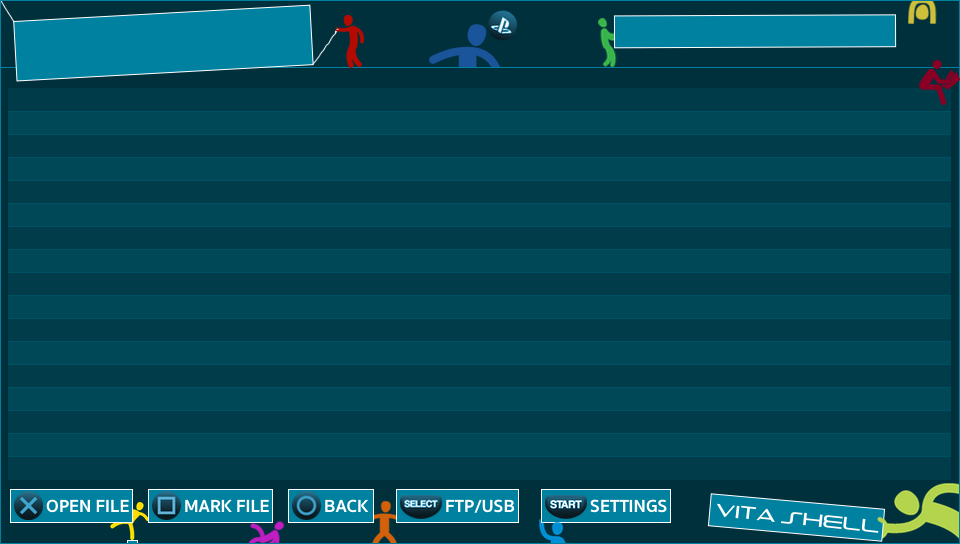 OPEN FILE
MARK FILE
BACK
SELECT FTP/USB
START SETTINGS
VITA SHELL